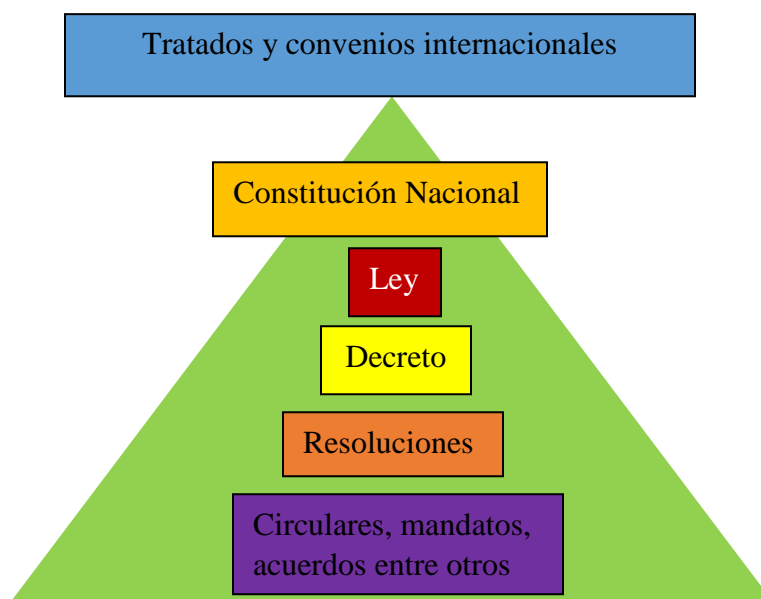 Tratados y convenios internacionales
Constitución Nacional
Ley
Decreto
Resoluciones
Circulares, mandatos,
acuerdos entre otros